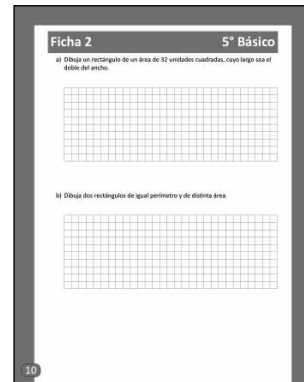 Ficha 2
5° Básico
a) Dibuja un rectángulo de un área de 32 unidades cuadradas, cuyo largo sea el
doble del ancho.
b) Dibuja dos rectángulos de igual perímetro y de distinta área.
10